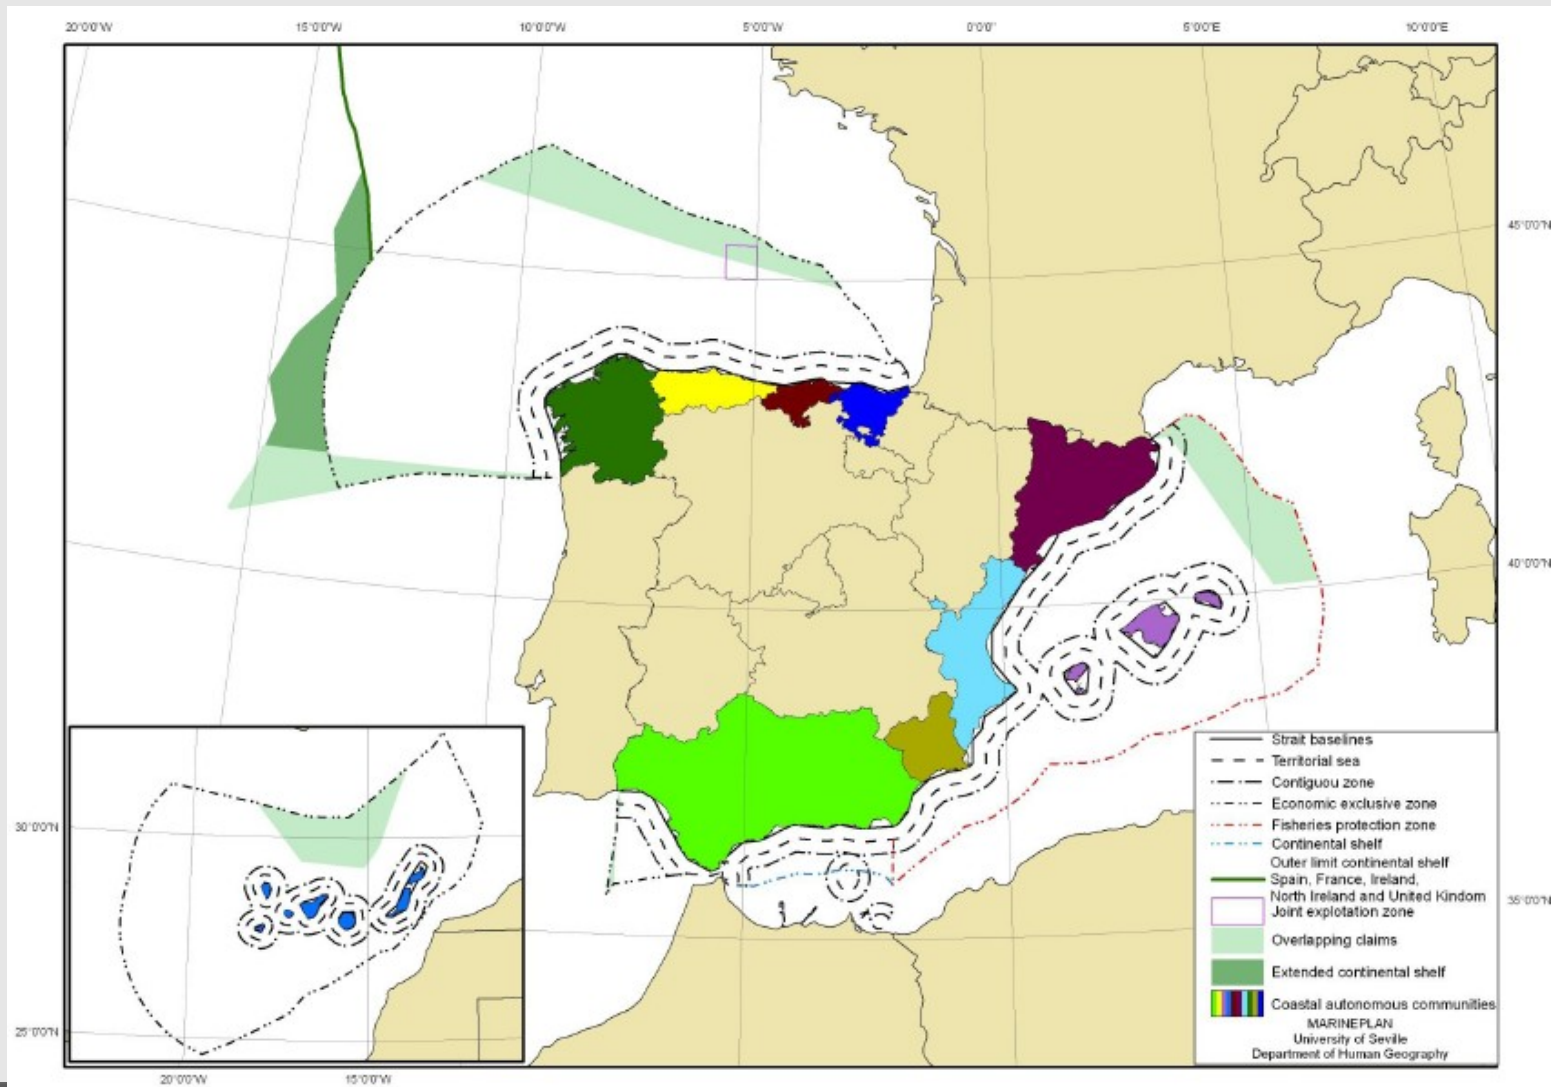 20°0'0"W
15°0'0"W
10°0'0"W
5°0'0"W
0°0'0"
5°0'0"E
10°0'0"E
45°0'0"N
40°0'0"N
35°0'0"N
30°0'0"N
25°0'0"N
20°0'0"W
15°0'0"W
Strait baselines
Territorial sea
Contiguou zone
Economic exclusive zone
Fisheries protection zone
Continental shelf
Outer limit continental shelf
Spain, France, Ireland,
North Ireland and United Kindom
Joint explotation zone
Overlapping claims
Extended continental shelf
Coastal autonomous communities
MARINEPLAN
University of Seville
Department of Human Geography